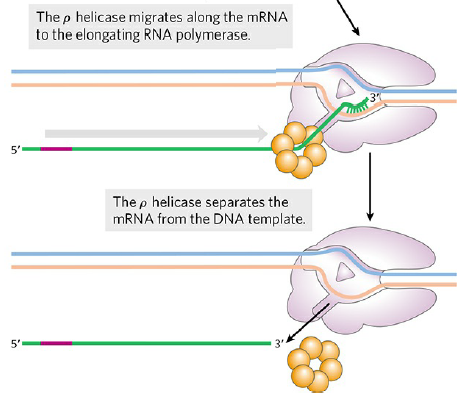 The ρ helicase migrates along the mRNA
to the elongating RNA polymerase.
3′
5′
The ρ helicase separates the
mRNA from the DNA template.
5′
3′